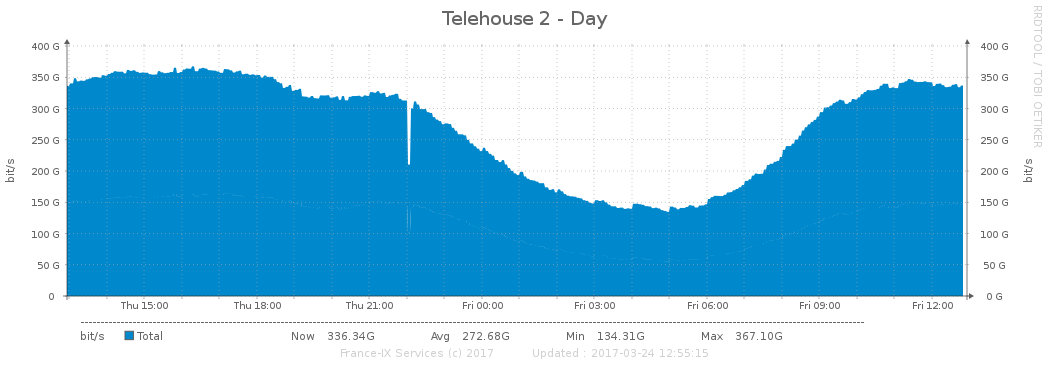 Telehouse 2 - Day
RRDTOOL / TOBI OETIKER
400 G 400 G
350 G 350 G
300 G 300 G
250 G 250 G
200 G 200 G
150 G 150 G
100 G 100 G
50 G 50 G
0 0 G
bit/s
bit/s
Thu 15:00 Thu 18:00 Thu 21:00 Fri 00:00 Fri 03:00 Fri 06:00 Fri 09:00 Fri 12:00
bit/s Total Now 336.34G Avg 272.68G Min 134.31G Max 367.10G
France-IX Services (c) 2017 Updated : 2017-03-24 12:55:15